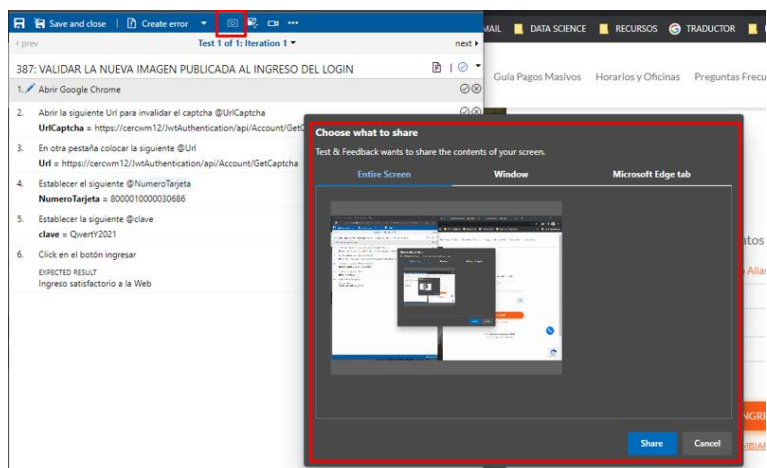 Save and close | Create error
MAIL DATA SCIENCE RECURSOS TRADUCTOR
prev Test 1 of 1: Iteration 1 next
387: VALIDAR LA NUEVA IMAGEN PUBLICADA AL INGRESO DEL LOGIN
Guía Pagos Masivos Horarios y Oficinas Preguntas Frecu
1. Abrir Google Chrome
2. Abrir la siguiente Url para invalidar el captcha @UrlCaptcha
UrlCaptcha = https://cercwm12/JwtAuthentication/api/Account/GetC
3. En otra pestaña colocar la siguiente @Url
Url = https://cercwm12/JwtAuthentication/api/Account/GetCaptcha
4. Establecer el siguiente @NumeroTarjeta
NumeroTarjeta = 8000010000030686
5. Establecer la siguiente @clave
clave = QwertY2021
6. Click en el botón ingresar
EXPECTED RESULT
Ingreso satisfactorio a la Web
Choose what to share
Test & Feedback wants to share the contents of your screen.
Entire Screen Window Microsoft Edge tab
atos
Alias
INGRE
MBIAR
Share Cancel